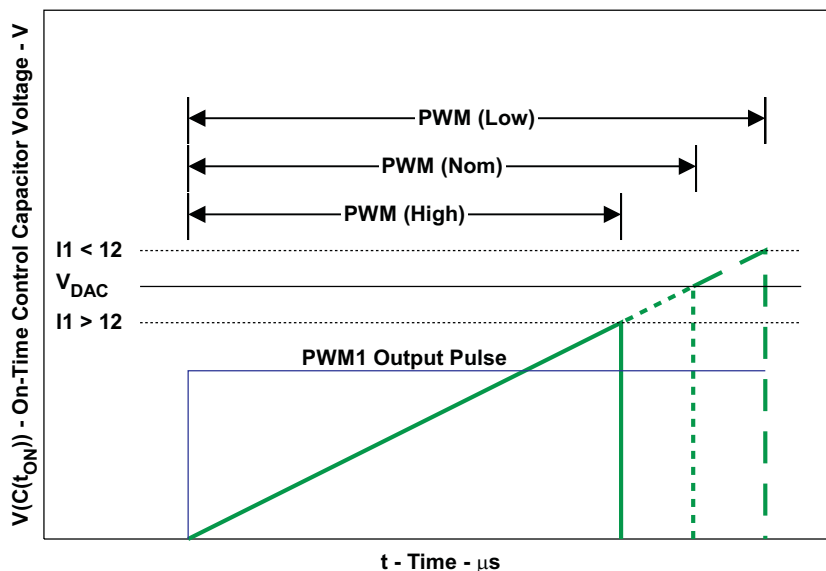 V(C(tON)) - On-Time Control Capacitor Voltage - V
PWM (Low)
PWM (Nom)
PWM (High)
I1 < 12
VDAC
I1 > 12
PWM1 Output Pulse
t - Time - μs